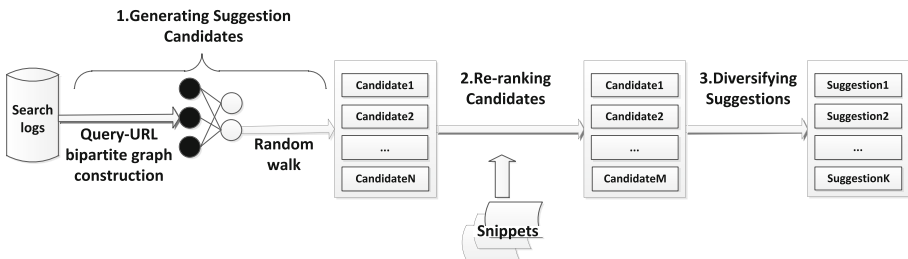 1.Generating Suggestion
Candidates
Search
logs
Query-URL
bipartite graph
construction
Random
walk
Candidate1
Candidate2
...
CandidateN
2.Re-ranking
Candidates
Snippets
Candidate1
Candidate2
...
CandidateM
3.Diversifying
Suggestions
Suggestion1
Suggestion2
...
SuggestionK